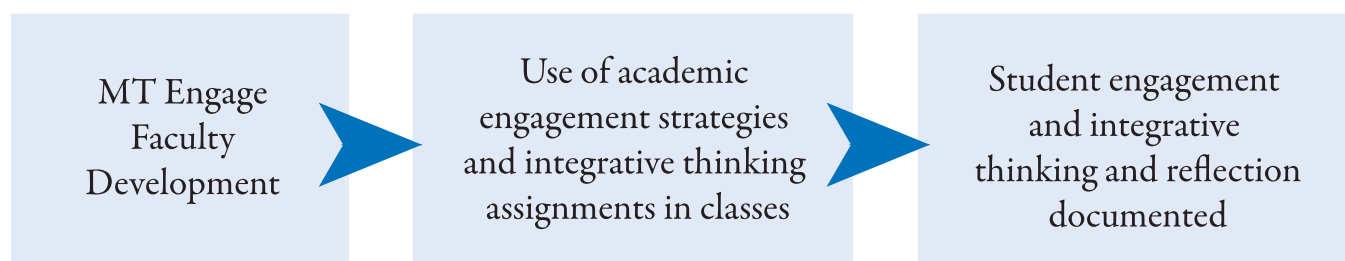 MT Engage
Faculty
Development
Use of academic
engagement strategies
and integrative thinking
assignments in classes
Student engagement
and integrative
thinking and reflection
documented